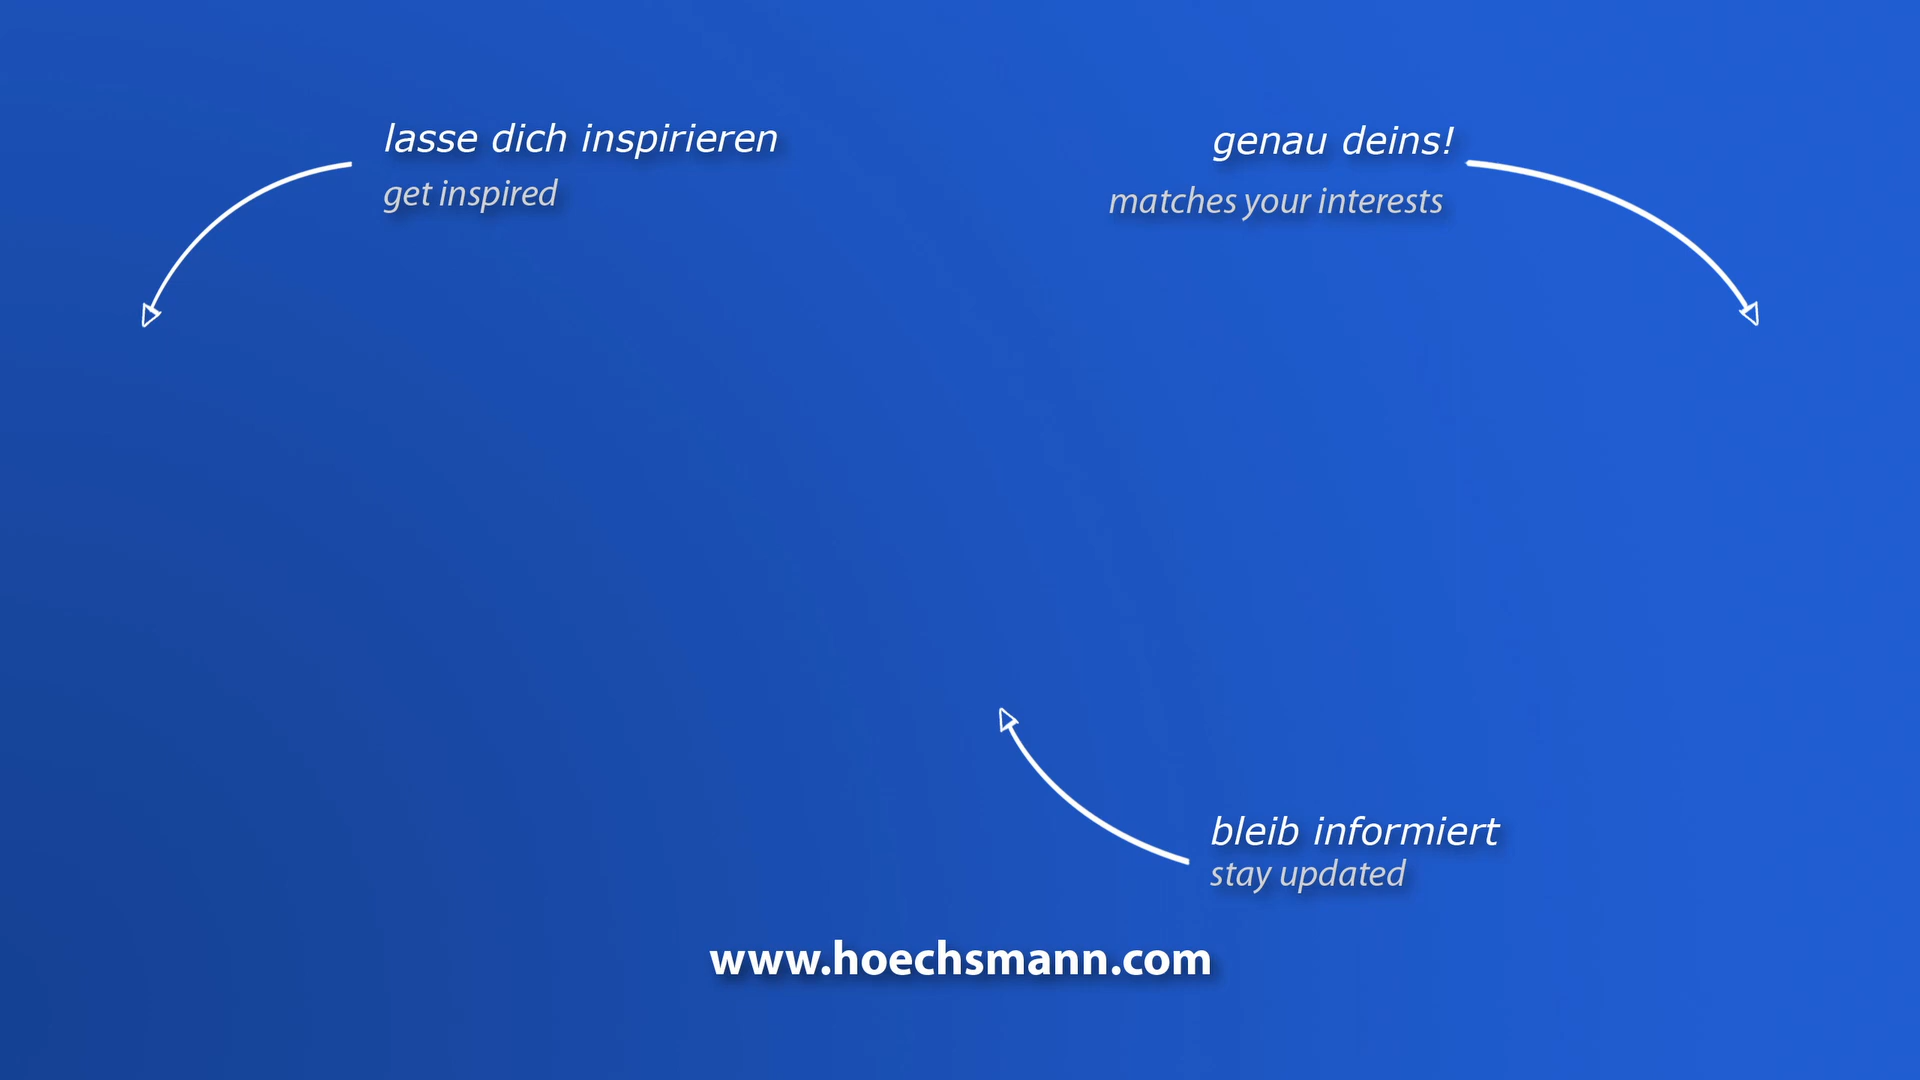 lasse dich inspirieren
get inspired
genau deins!
matches your interests
bleib informiert
stay updated
www.hoechsmann.com